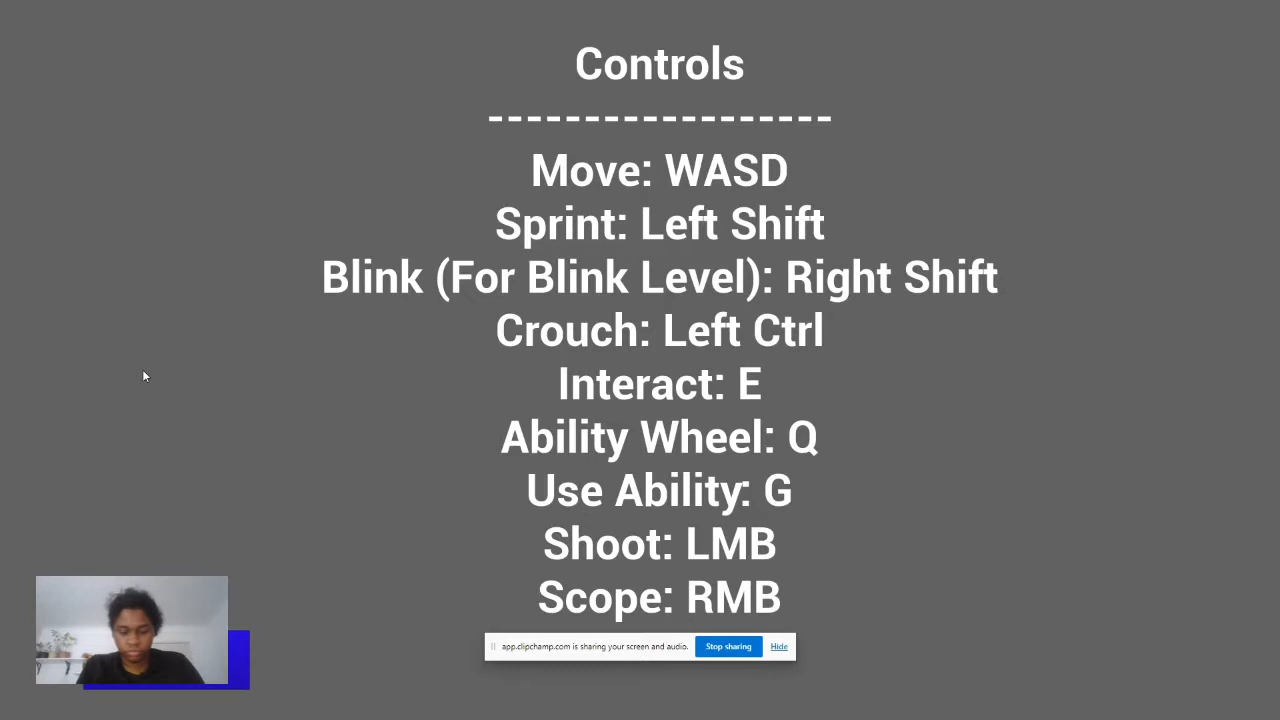 Controls
------------------
Move: WASD
Sprint: Left Shift
Blink (For Blink Level): Right Shift
Crouch: Left Ctrl
Interact: E
Ability Wheel: Q
Use Ability: G
Shoot: LMB
Scope: RMB
app.clipchamp.com is sharing your screen and audio. Stop sharing Hide